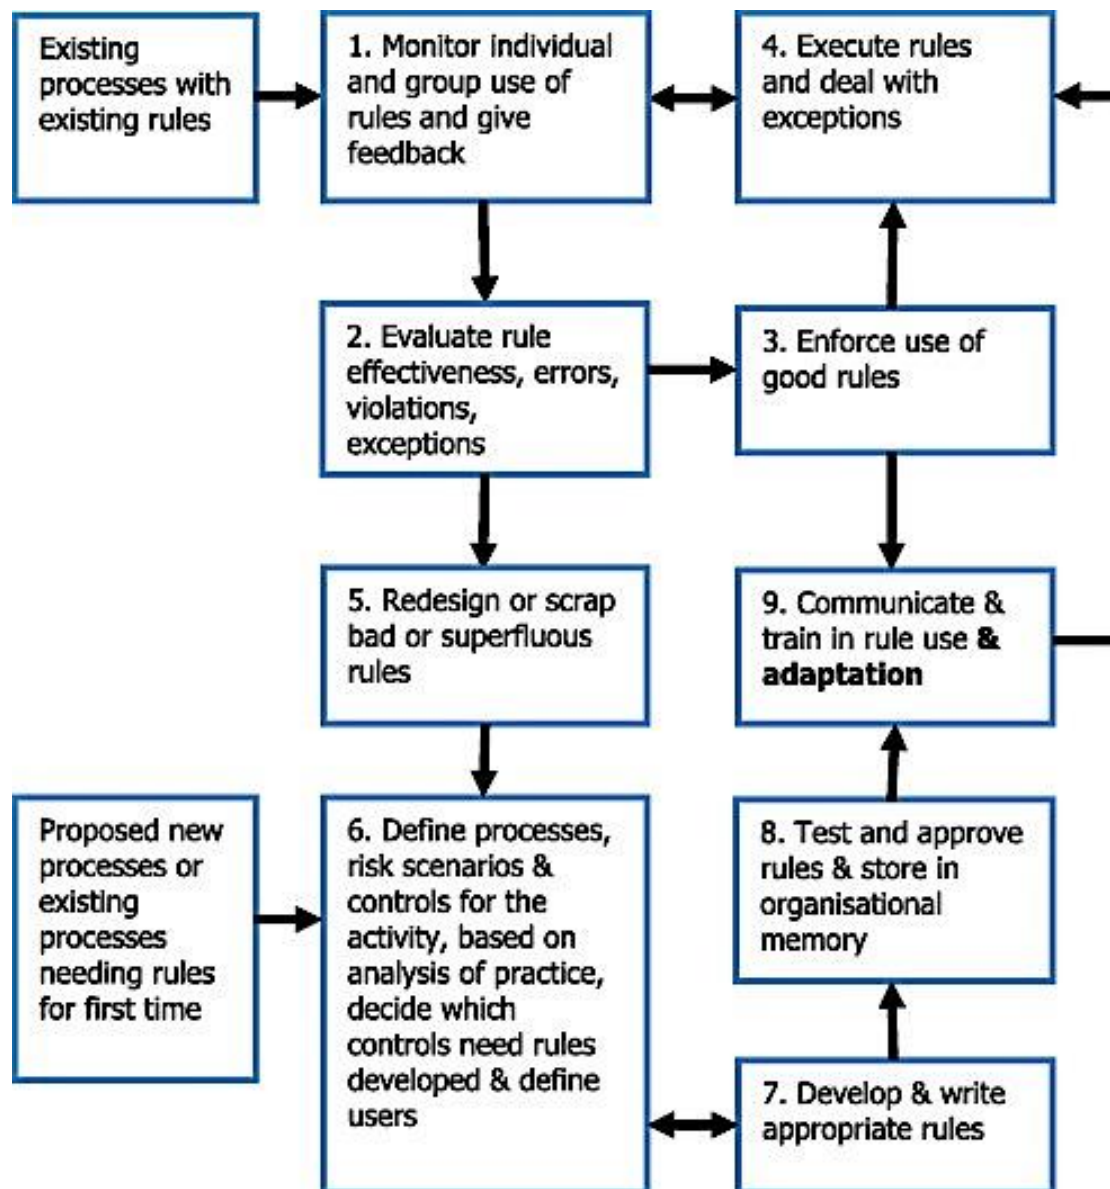 Existing
processes with
existing rules
1. Monitor individual
and group use of
rules and give
feedback
4. Execute rules
and deal with
exceptions
2. Evaluate rule
effectiveness, errors,
violations,
exceptions
3. Enforce use of
good rules
5. Redesign or scrap
bad or superfluous
rules
9. Communicate &
train in rule use &
adaptation
Proposed new
processes or
existing
processes
needing rules
for first time
6. Define processes,
risk scenarios &
controls for the
activity, based on
analysis of practice,
decide which
controls need rules
developed & define
users
8. Test and approve
rules & store in
organisational
memory
7. Develop & write
appropriate rules